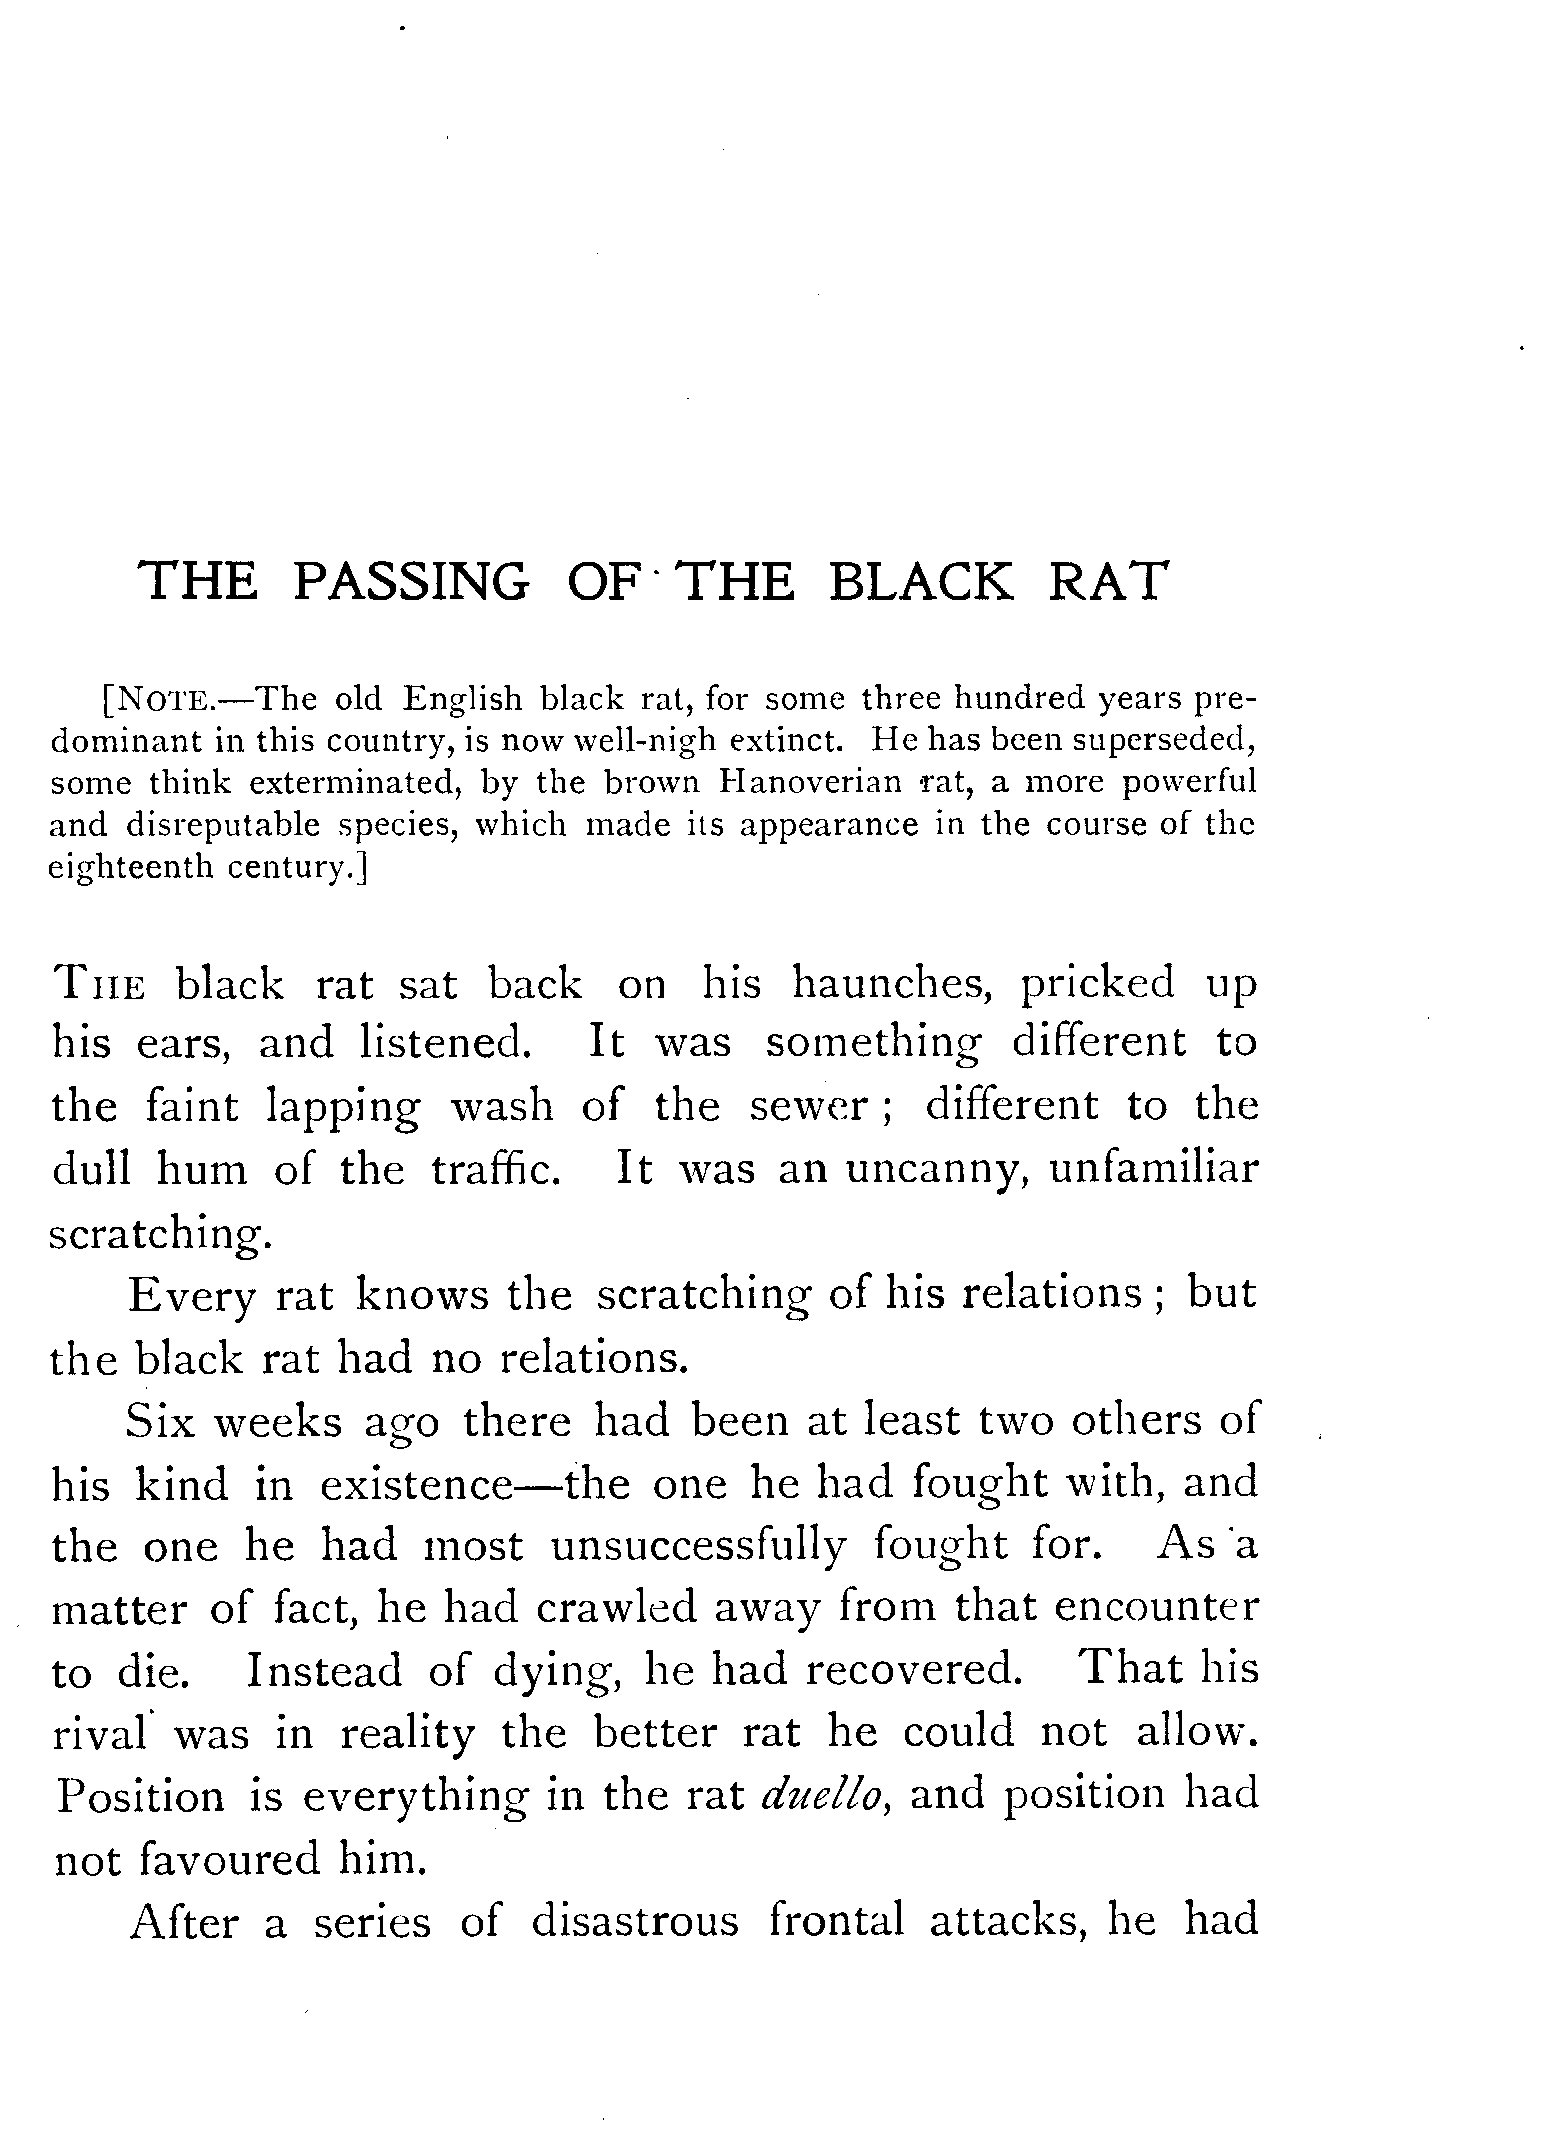 THE PASSING OF THE BLACK RAT
[NOTE.—The old English black rat, for some three hundred years pre-
dominant in this country, is now well-nigh extinct. He has been superseded,
some think exterminated, by the brown Hanoverian rat, a more powerful
and disreputable species, which made its appearance in the course of the
eighteenth century.]
THE black rat sat back on his haunches, pricked up
his ears, and listened. It was something different to
the faint lapping wash of the sewer ; different to the
dull hum of the traffic. It was an uncanny, unfamiliar
scratching.
Every rat knows the scratching of his relations ; but
the black rat had no relations.
Six weeks ago there had been at least two others of
his kind in existence—the one he had fought with, and
the one he had most unsuccessfully fought for. As a
matter of fact, he had crawled away from that encounter
to die. Instead of dying, he had recovered. That his
rival was in reality the better rat he could not allow.
Position is everything in the rat duello, and position had
not favoured him.
After a series of disastrous frontal attacks, he had